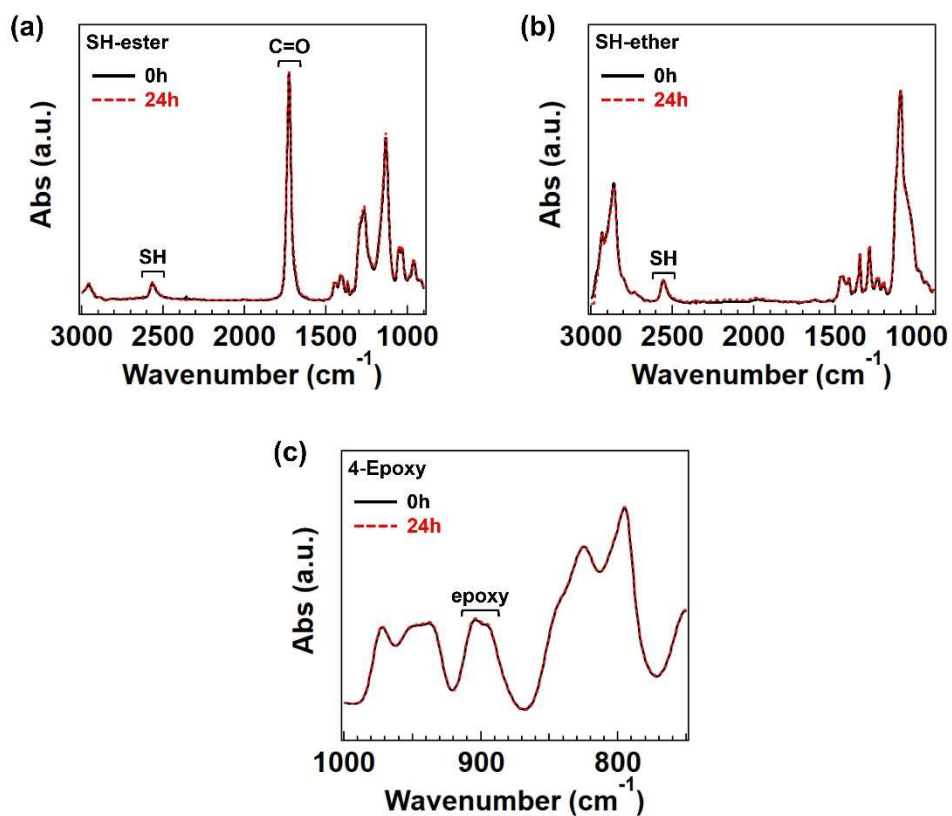 (a)
SH-ester
0h
24h
C=O
SH
Abs (a.u.)
3000 2500 2000 1500 1000
Wavenumber (cm⁻¹)
(b)
SH-ether
0h
24h
SH
Abs (a.u.)
3000 2500 2000 1500 1000
Wavenumber (cm⁻¹)
(c)
4-Epoxy
0h
24h
epoxy
Abs (a.u.)
1000 900 800
Wavenumber (cm⁻¹)